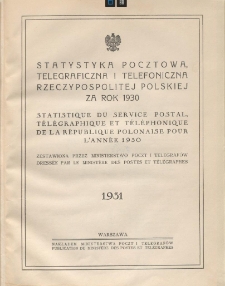 STATYSTYKA POCZTOWA,
TELEGRAFICZNA I TELEFONICZNA
RZECZYPOSPOLITEJ POLSKIEJ
ZA ROK 1930
STATISTIQUE DU SERVICE POSTAL,
TÉLÉGRAPHIQUE ET TÉLÉPHONIQUE
DE LA RÉPUBLIQUE POLONAISE POUR
L'ANNÉE 1930
ZESTAWIONA PRZEZ MINISTERSTWO POCZT I TELEGRAFÓW
DRESSÉE PAR LE MINISTÈRE DES POSTES ET TÉLÉGRAPHES
1931
WARSZAWA
NAKŁADEM MINISTERSTWA POCZT I TELEGRAFÓW
PUBLICATION DU MINISTÈRE DES POSTES ET TÉLÉGRAPHES